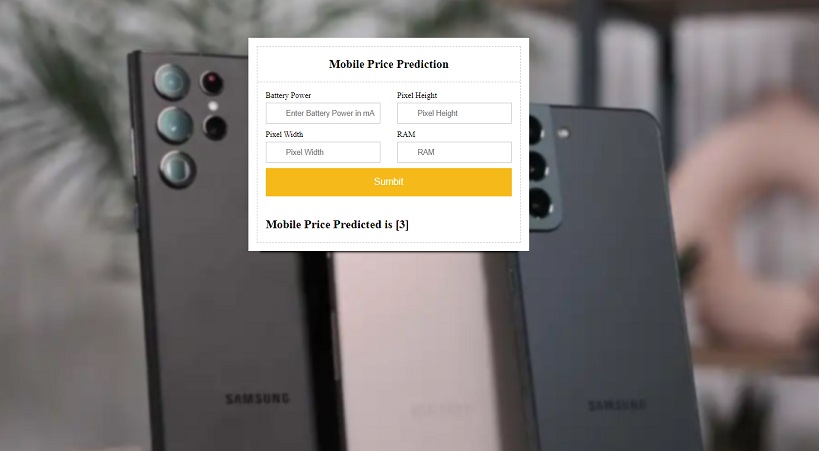 Mobile Price Prediction
Battery Power Pixel Height
Enter Battery Power in mA Pixel Height
Pixel Width RAM
Pixel Width RAM
Sumbit
Mobile Price Predicted is [3]
SAMSUNG SAMSUNG